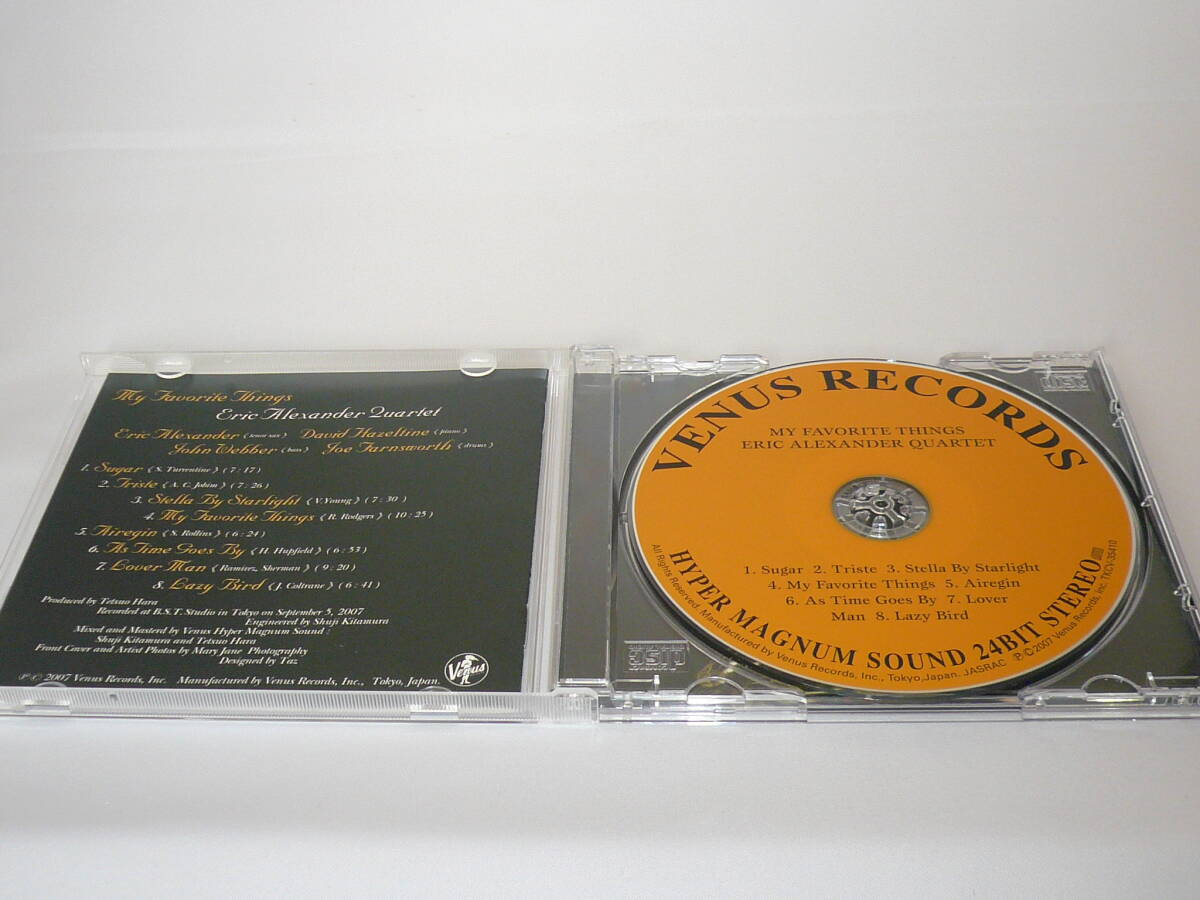 My Favorite Things
Eric Alexander Quartet
Eric Alexander (tenor sax) David Hazeltine (piano)
John Webber (bass) Joe Farnsworth (drums)
1. Sugar (S. Turrentine) (7:17)
2. Triste (A. C. Jobim) (7:26)
3. Stella By Starlight (V. Young) (7:30)
4. My Favorite Things (R. Rodgers) (10:25)
5. Airegin (S. Rollins) (6:24)
6. As Time Goes By (H. Hupfield) (6:53)
7. Lover Man (Ramierz, Sherman) (9:20)
8. Lazy Bird (J. Coltrane) (6:41)
Produced by Tetsuo Hara
Recorded at B.S.T. Studio in Tokyo on September 5, 2007
Engineered by Shuji Kitamura
Mixed and Masterd by Venus Hyper Magnum Sound :
Shuji Kitamura and Tetsuo Hara
Front Cover and Artist Photos by Mary Jane Photography
Designed by Taz
℗© 2007 Venus Records, Inc. Manufactured by Venus Records, Inc., Tokyo, Japan.
Venus
VENUS RECORDS
MY FAVORITE THINGS
ERIC ALEXANDER QUARTET
1. Sugar 2. Triste 3. Stella By Starlight
4. My Favorite Things 5. Airegin
6. As Time Goes By 7. Lover
Man 8. Lazy Bird
HYPER MAGNUM SOUND 24BIT STEREO
All Rights Reserved. Manufactured by Venus Records, Inc., Tokyo, Japan. JASRAC ℗©2007 Venus Records, Inc. TKCV-35410
disc
disc